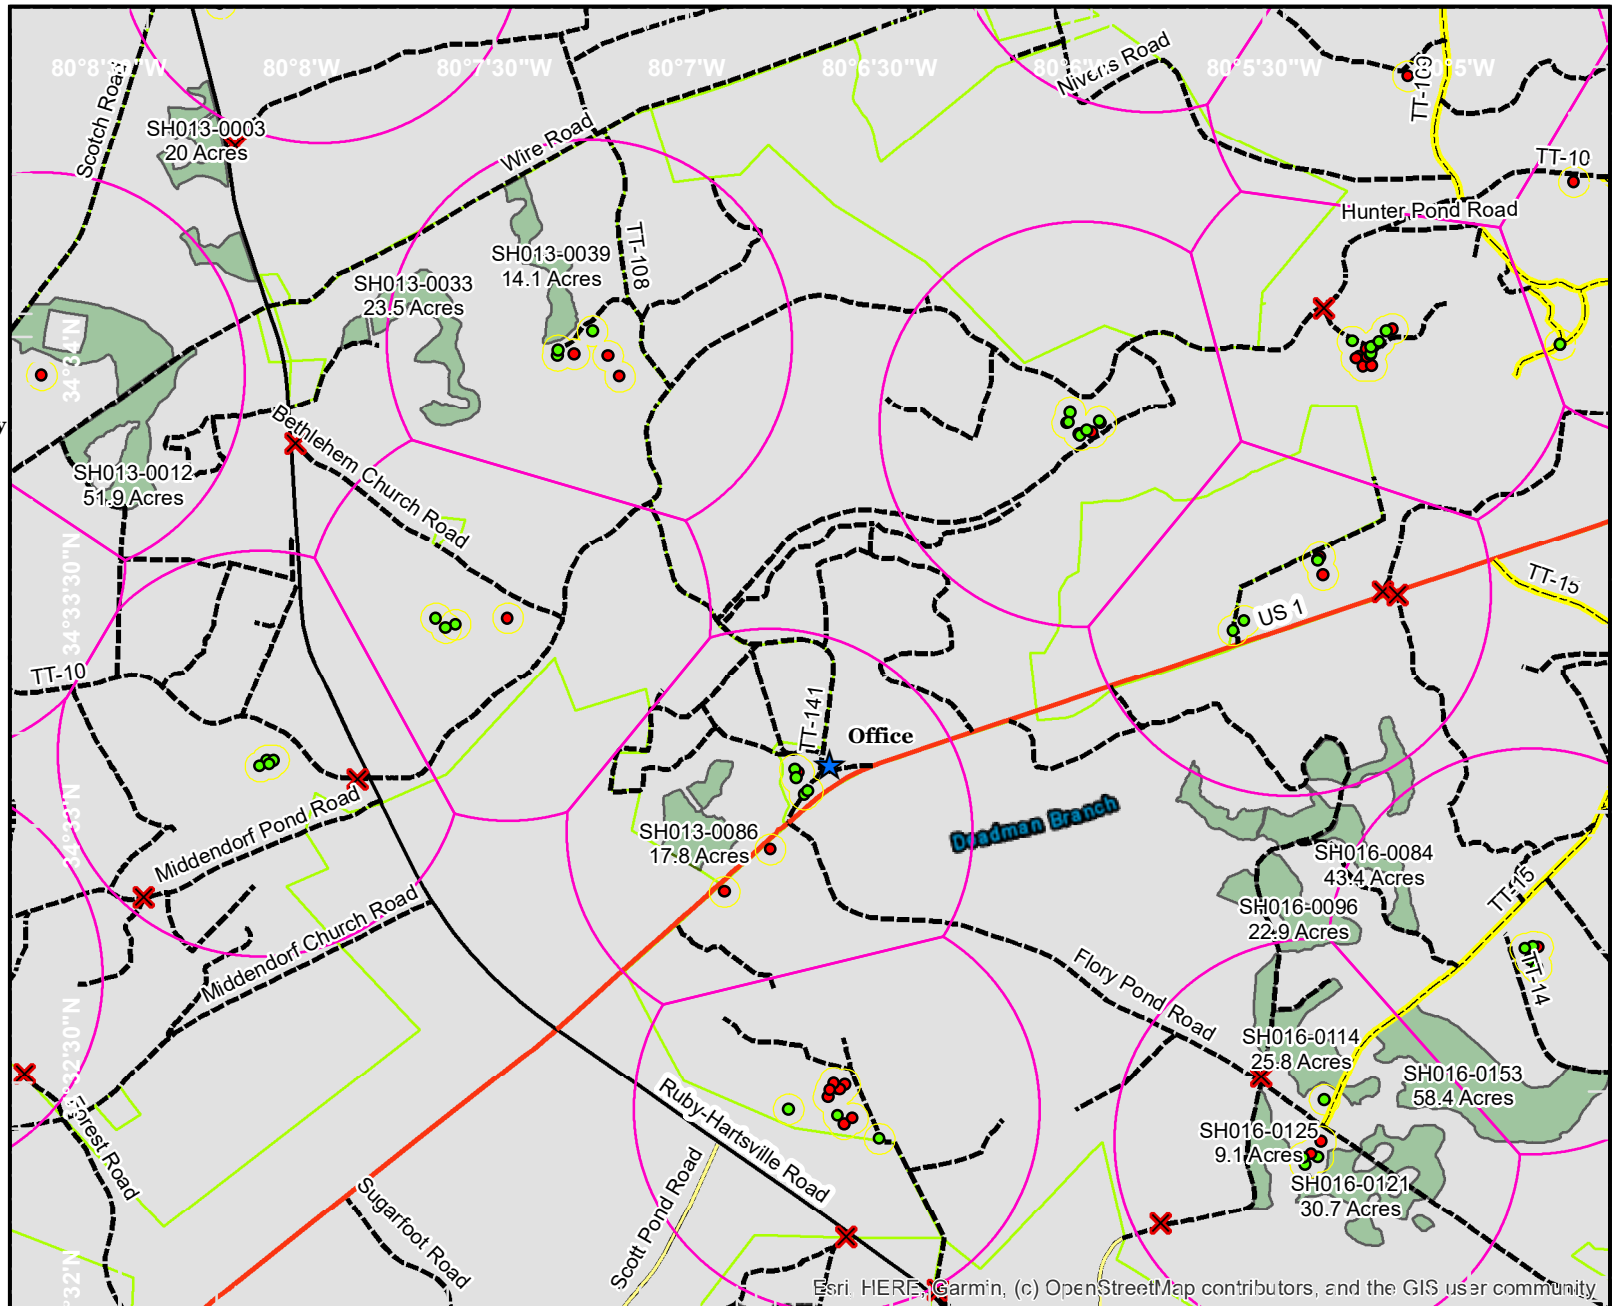 80°8'W
80°7'30"W
80°7'W
80°6'30"W
80°5'30"W
Scotch Road
Nivens Road
TT-109
SH013-0003
20 Acres
Wire Road
TT-10
Hunter Pond Road
TT-108
SH013-0039
14.1 Acres
SH013-0033
23.5 Acres
34°34'N
Bethlehem Church Road
SH013-0012
51.9 Acres
34°33'30"N
TT-15
US 1
TT-10
TT-141
Office
34°33'N
Middendorf Pond Road
SH013-0086
17.8 Acres
Deadman Branch
SH016-0084
43.4 Acres
TT-15
SH016-0096
22.9 Acres
Middendorf Church Road
Flory Pond Road
TT-14
SH016-0114
25.8 Acres
SH016-0153
58.4 Acres
Forest Road
Ruby-Hartsville Road
SH016-0125
9.1 Acres
SH016-0121
30.7 Acres
Sugarfoot Road
Scott Pond Road
Esri, HERE, Garmin, (c) OpenStreetMap contributors, and the GIS user community